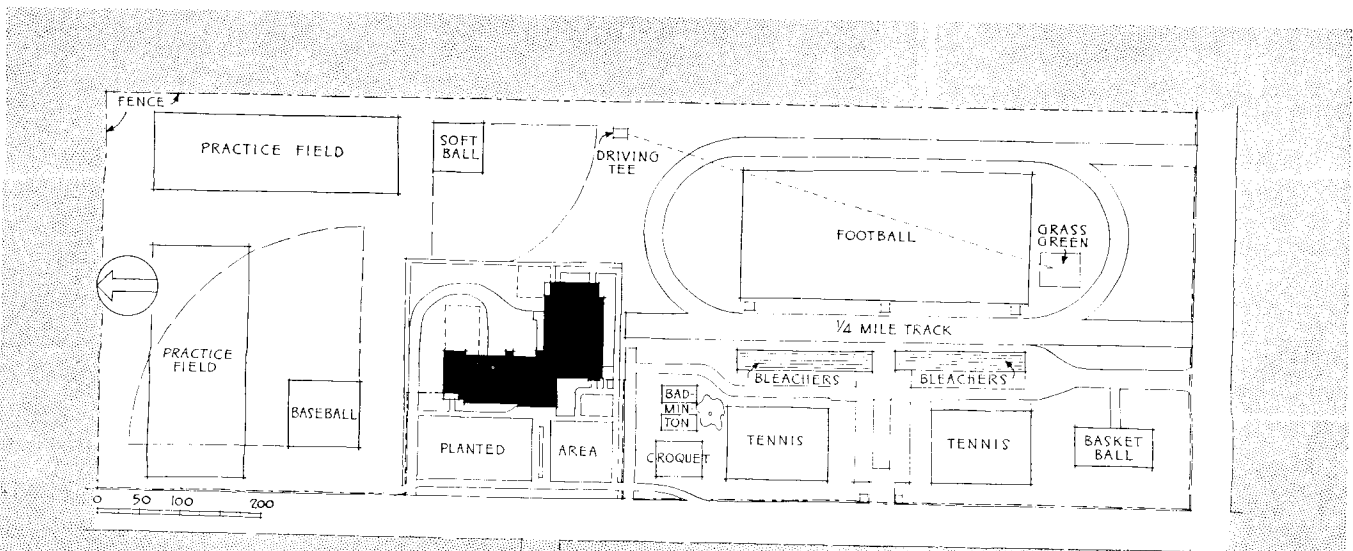 FENCE
PRACTICE FIELD
SOFT
BALL
DRIVING
TEE
FOOTBALL
GRASS
GREEN
PRACTICE
FIELD
BASEBALL
¼ MILE TRACK
BLEACHERS
BLEACHERS
BAD-
MIN-
TON
CROQUET
TENNIS
TENNIS
BASKET
BALL
PLANTED
AREA
0 50 100 200